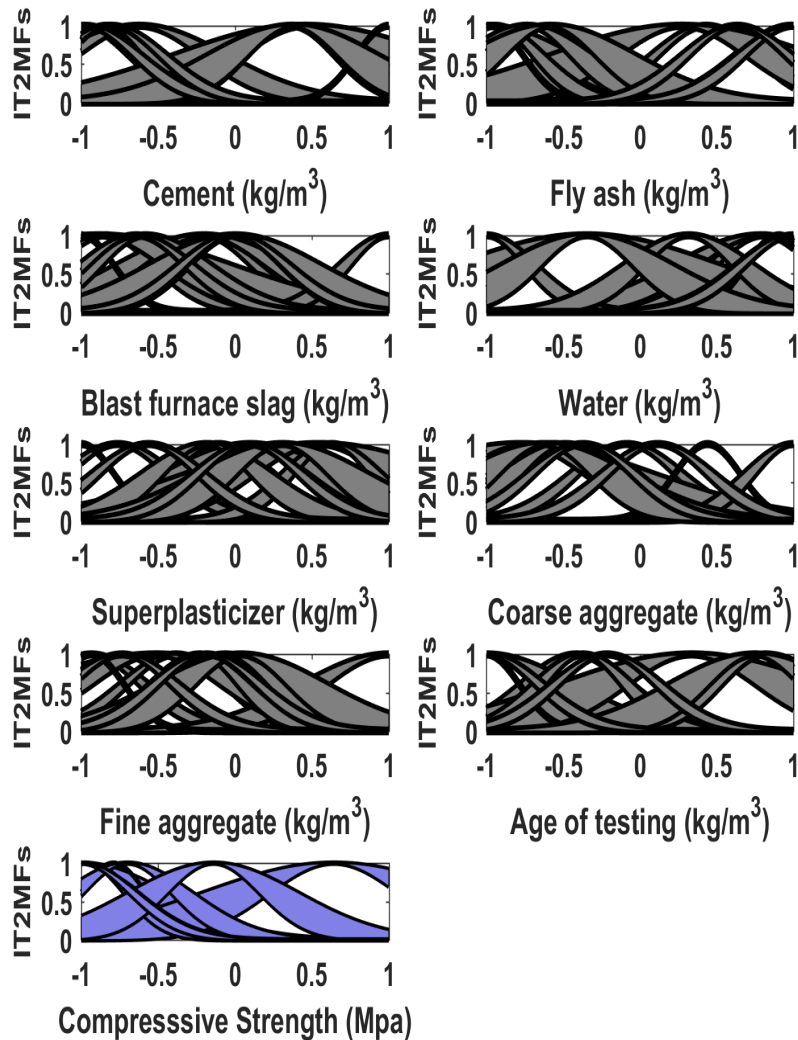 IT2MFs
1
0.5
0
-1 -0.5 0 0.5 1
Cement (kg/m³)
IT2MFs
1
0.5
0
-1 -0.5 0 0.5 1
Fly ash (kg/m³)
IT2MFs
1
0.5
0
-1 -0.5 0 0.5 1
Blast furnace slag (kg/m³)
IT2MFs
1
0.5
0
-1 -0.5 0 0.5 1
Water (kg/m³)
IT2MFs
1
0.5
0
-1 -0.5 0 0.5 1
Superplasticizer (kg/m³)
IT2MFs
1
0.5
0
-1 -0.5 0 0.5 1
Coarse aggregate (kg/m³)
IT2MFs
1
0.5
0
-1 -0.5 0 0.5 1
Fine aggregate (kg/m³)
IT2MFs
1
0.5
0
-1 -0.5 0 0.5 1
Age of testing (kg/m³)
IT2MFs
1
0.5
0
-1 -0.5 0 0.5 1
Compresssive Strength (Mpa)